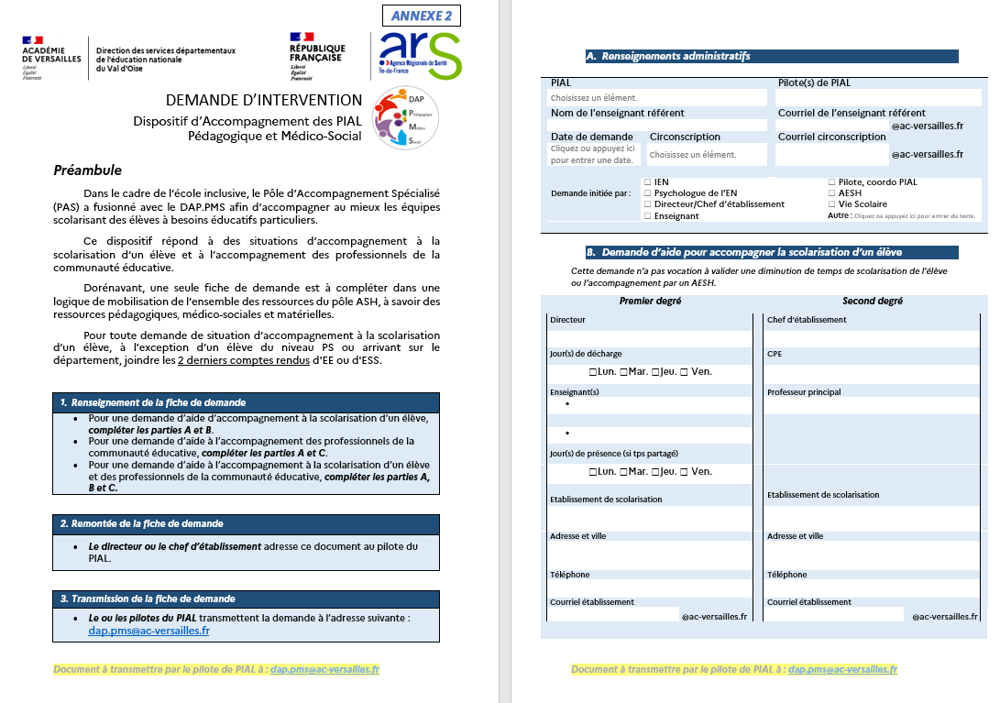 ANNEXE 2
ACADÉMIE
DE VERSAILLES
Liberté
Égalité
Fraternité
Direction des services départementaux
de l'éducation nationale
du Val d'Oise
RÉPUBLIQUE
FRANÇAISE
Liberté
Égalité
Fraternité
ars
Agence Régionale de Santé
Île-de-France
DEMANDE D'INTERVENTION
Dispositif d'Accompagnement des PIAL
Pédagogique et Médico-Social
DAP
Pédagogique
Médico
Social
Préambule
Dans le cadre de l'école inclusive, le Pôle d'Accompagnement Spécialisé
(PAS) a fusionné avec le DAP.PMS afin d'accompagner au mieux les équipes
scolarisant des élèves à besoins éducatifs particuliers.
Ce dispositif répond à des situations d'accompagnement à la
scolarisation d'un élève et à l'accompagnement des professionnels de la
communauté éducative.
Dorénavant, une seule fiche de demande est à compléter dans une
logique de mobilisation de l'ensemble des ressources du pôle ASH, à savoir des
ressources pédagogiques, médico-sociales et matérielles.
Pour toute demande de situation d'accompagnement à la scolarisation
d'un élève, à l'exception d'un élève du niveau PS ou arrivant sur le
département, joindre les 2 derniers comptes rendus d'EE ou d'ESS.
1. Renseignement de la fiche de demande
• Pour une demande d'aide d'accompagnement à la scolarisation d'un élève,
compléter les parties A et B.
• Pour une demande d'aide à l'accompagnement des professionnels de la
communauté éducative, compléter les parties A et C.
• Pour une demande d'aide à l'accompagnement à la scolarisation d'un élève
et des professionnels de la communauté éducative, compléter les parties A,
B et C.
2. Remontée de la fiche de demande
• Le directeur ou le chef d'établissement adresse ce document au pilote du
PIAL.
3. Transmission de la fiche de demande
• Le ou les pilotes du PIAL transmettent la demande à l'adresse suivante :
dap.pms@ac-versailles.fr
Document à transmettre par le pilote de PIAL à : dap.pms@ac-versailles.fr
A. Renseignements administratifs
PIAL Pilote(s) de PIAL
Choisissez un élément.
Nom de l'enseignant référent Courriel de l'enseignant référent
@ac-versailles.fr
Date de demande Circonscription Courriel circonscription
Cliquez ou appuyez ici
pour entrer une date.
Choisissez un élément.
@ac-versailles.fr
Demande initiée par :
☐ IEN ☐ Pilote, coordo PIAL
☐ Psychologue de l'EN ☐ AESH
☐ Directeur/Chef d'établissement ☐ Vie Scolaire
☐ Enseignant Autre : Cliquez ou appuyez ici pour entrer du texte.
B. Demande d'aide pour accompagner la scolarisation d'un élève
Cette demande n'a pas vocation à valider une diminution de temps de scolarisation de l'élève
ou l'accompagnement par un AESH.
Premier degré Second degré
Directeur Chef d'établissement
Jour(s) de décharge CPE
☐Lun. ☐Mar. ☐Jeu. ☐ Ven.
Enseignant(s) Professeur principal
•
•
Jour(s) de présence (si tps partagé)
☐Lun. ☐Mar. ☐Jeu. ☐ Ven.
Etablissement de scolarisation Etablissement de scolarisation
Adresse et ville Adresse et ville
Téléphone Téléphone
Courriel établissement Courriel établissement
@ac-versailles.fr @ac-versailles.fr
Document à transmettre par le pilote de PIAL à : dap.pms@ac-versailles.fr